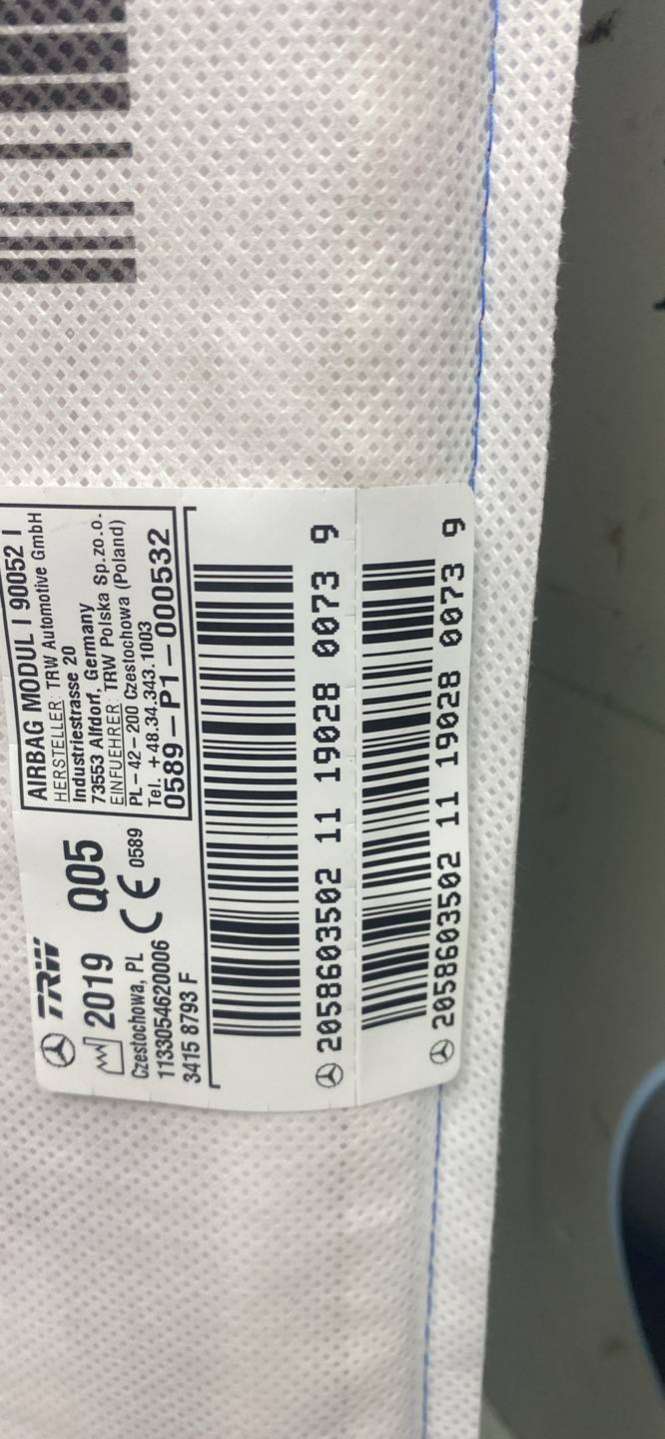 TRW
2019 Q05
Czestochowa, PL CE 0589
1133054620006
3415 8793 F
AIRBAG MODUL I 90052 I
HERSTELLER: TRW Automotive GmbH
Industriestrasse 20
73553 Alfdorf, Germany
EINFUEHRER: TRW Polska Sp.zo.o.
PL-42-200 Czestochowa (Poland)
Tel. +48.34.343.1003
0589-P1-000532
2058603502 11 19028 0073 9
2058603502 11 19028 0073 9